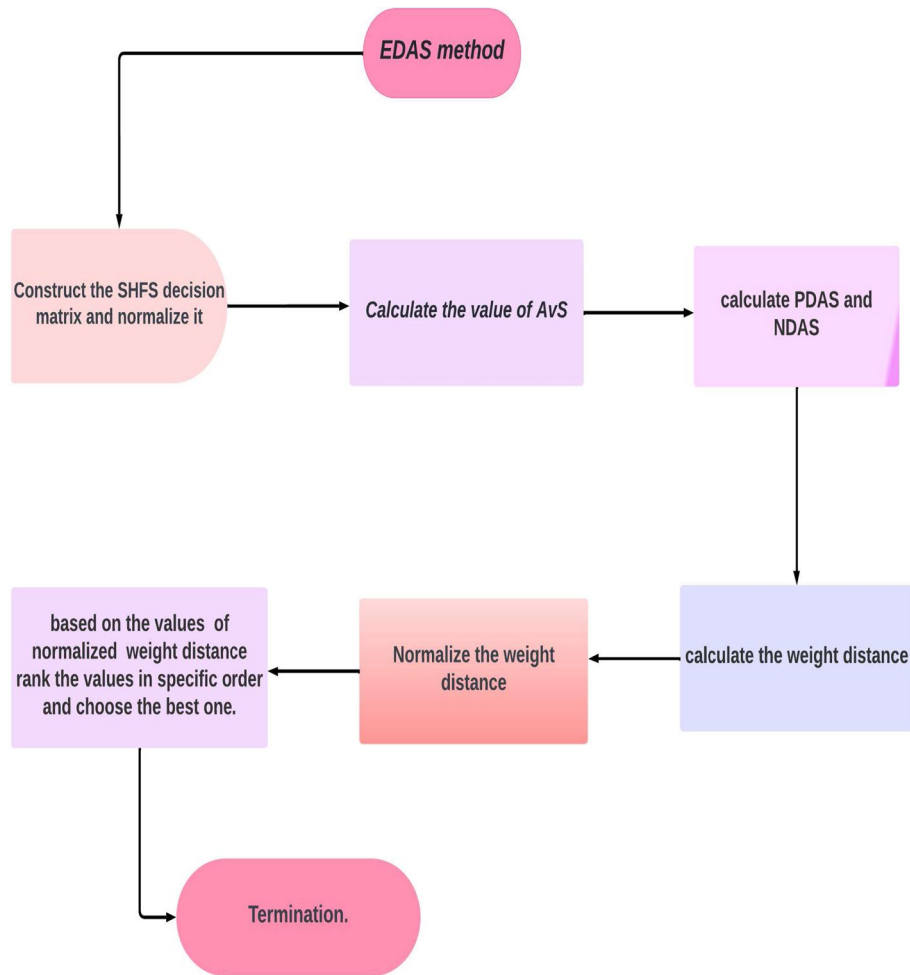 EDAS method
Construct the SHFS decision
matrix and normalize it
Calculate the value of AvS
calculate PDAS and
NDAS
calculate the weight distance
Normalize the weight
distance
based on the values of
normalized weight distance
rank the values in specific order
and choose the best one.
Termination.